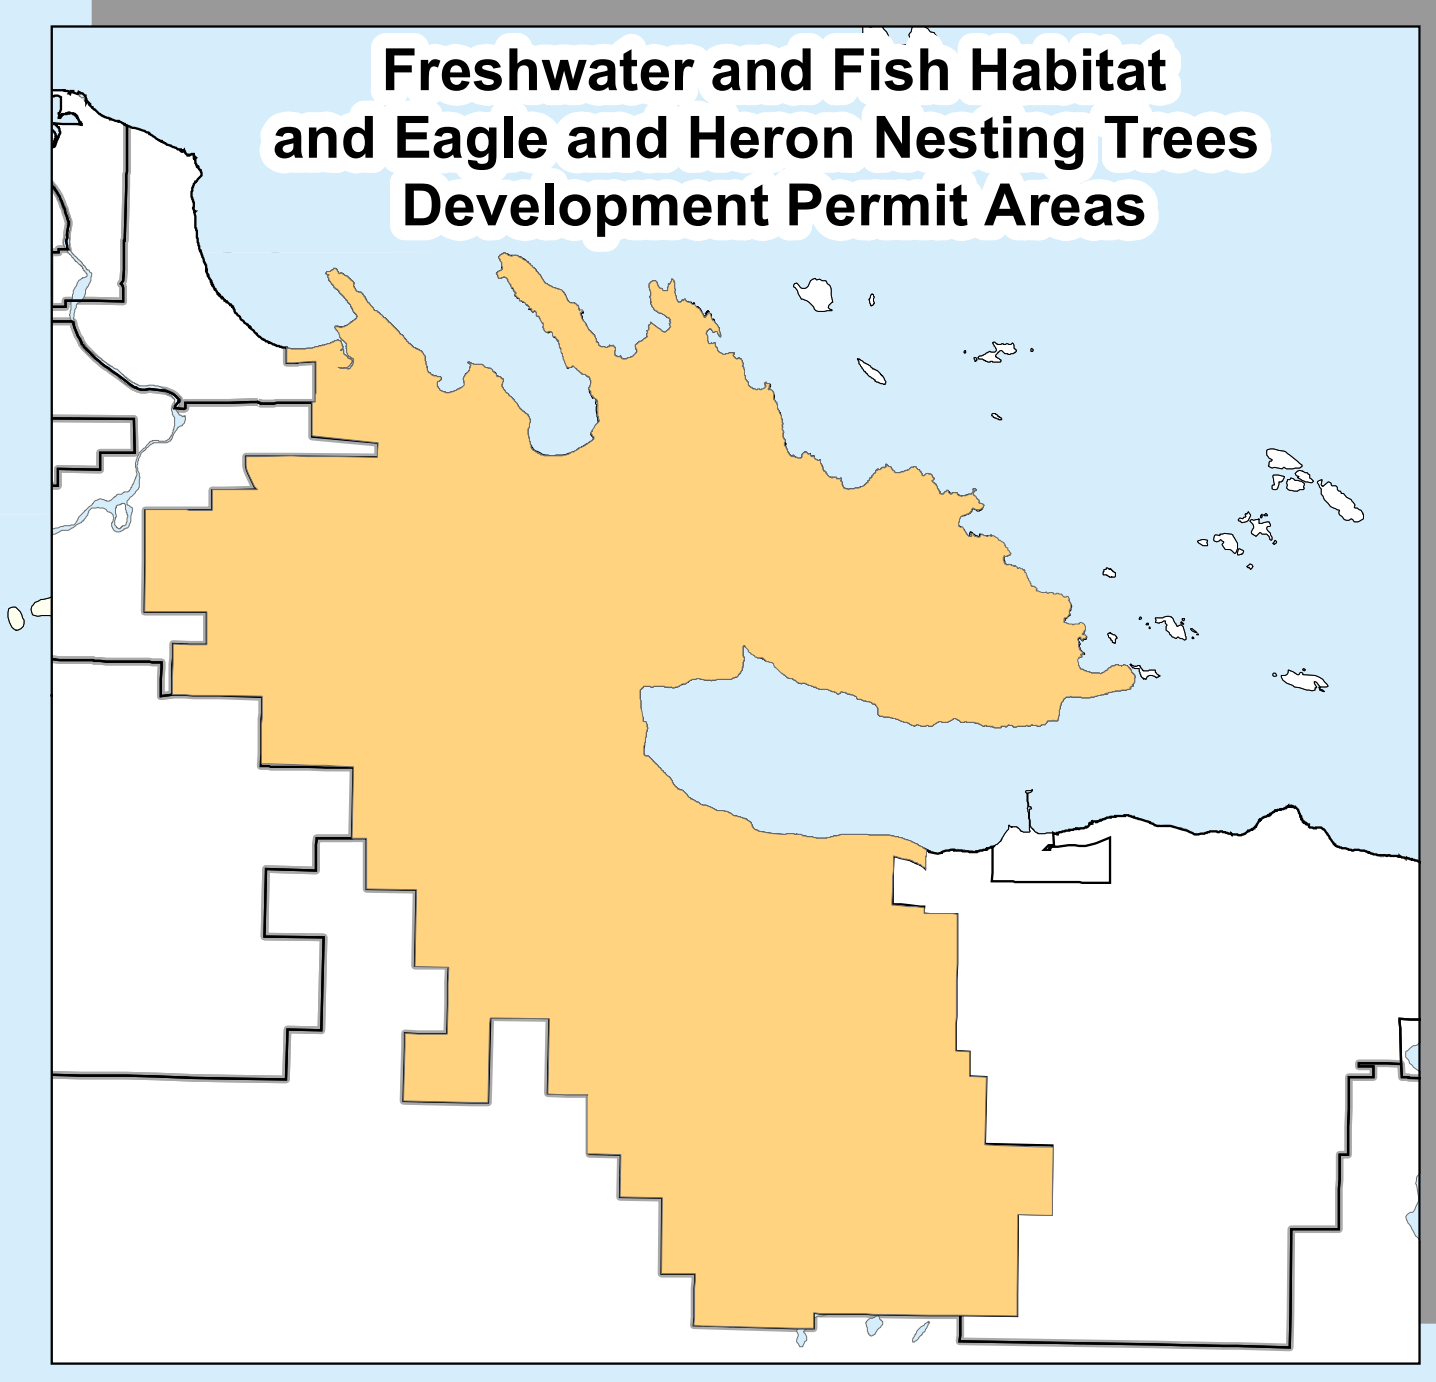 Freshwater and Fish Habitat
and Eagle and Heron Nesting Trees
Development Permit Areas